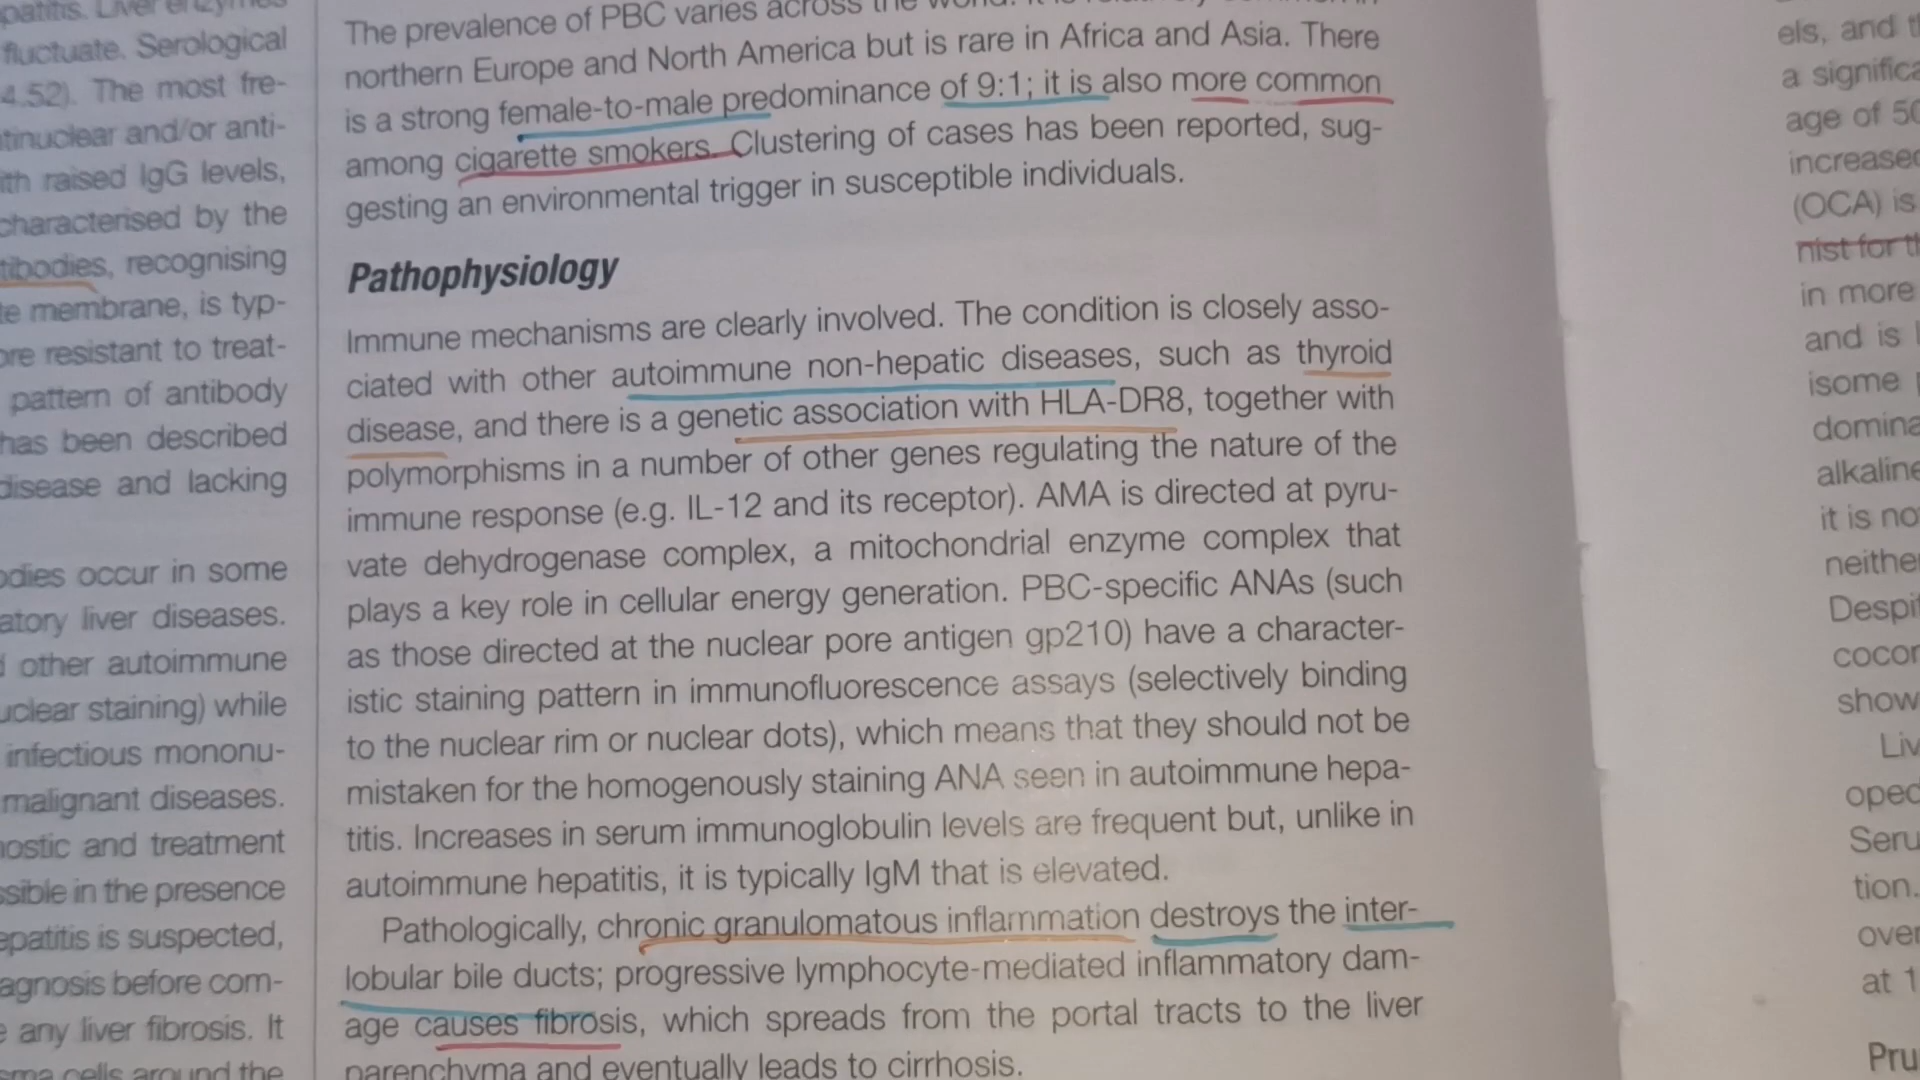 fluctuate. Serological
4.52). The most fre-
tinuclear and/or anti-
ith raised IgG levels,
characterised by the
tibodies, recognising
te membrane, is typ-
ore resistant to treat-
pattern of antibody
has been described
disease and lacking
odies occur in some
atory liver diseases.
d other autoimmune
uclear staining) while
infectious mononu-
malignant diseases.
nostic and treatment
ssible in the presence
epatitis is suspected,
agnosis before com-
e any liver fibrosis. It
sma cells around the
The prevalence of PBC varies across the world.
northern Europe and North America but is rare in Africa and Asia. There
is a strong female-to-male predominance of 9:1; it is also more common
among cigarette smokers. Clustering of cases has been reported, sug-
gesting an environmental trigger in susceptible individuals.
Pathophysiology
Immune mechanisms are clearly involved. The condition is closely asso-
ciated with other autoimmune non-hepatic diseases, such as thyroid
disease, and there is a genetic association with HLA-DR8, together with
polymorphisms in a number of other genes regulating the nature of the
immune response (e.g. IL-12 and its receptor). AMA is directed at pyru-
vate dehydrogenase complex, a mitochondrial enzyme complex that
plays a key role in cellular energy generation. PBC-specific ANAs (such
as those directed at the nuclear pore antigen gp210) have a character-
istic staining pattern in immunofluorescence assays (selectively binding
to the nuclear rim or nuclear dots), which means that they should not be
mistaken for the homogenously staining ANA seen in autoimmune hepa-
titis. Increases in serum immunoglobulin levels are frequent but, unlike in
autoimmune hepatitis, it is typically IgM that is elevated.
Pathologically, chronic granulomatous inflammation destroys the inter-
lobular bile ducts; progressive lymphocyte-mediated inflammatory dam-
age causes fibrosis, which spreads from the portal tracts to the liver
parenchyma and eventually leads to cirrhosis.
els, and t
a significa
age of 50
increased
(OCA) is
nist for t
in more
and is
isome
domina
alkaline
it is no
neither
Despi
cocor
show
Liv
oped
Seru
tion.
over
at 1
Pru